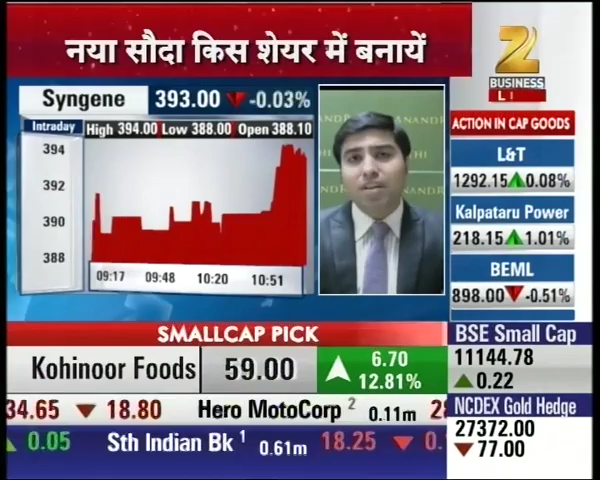 नया सौदा किस शेयर में बनायें
Z
BUSINESS
Syngene 393.00 -0.03%
Intraday High 394.00 Low 388.00 Open 388.10
394
392
390
388
09:17 09:48 10:20 10:51
ANANDR
ACTION IN CAP GOODS
L&T
1292.15 0.08%
Kalpataru Power
218.15 1.01%
BEML
898.00 -0.51%
SMALLCAP PICK
Kohinoor Foods 59.00 6.70
12.81%
BSE Small Cap
11144.78
0.22
34.65 18.80 Hero MotoCorp 2 0.11m
NCDEX Gold Hedge
27372.00
77.00
0.05 Sth Indian Bk 1 0.61m 18.25